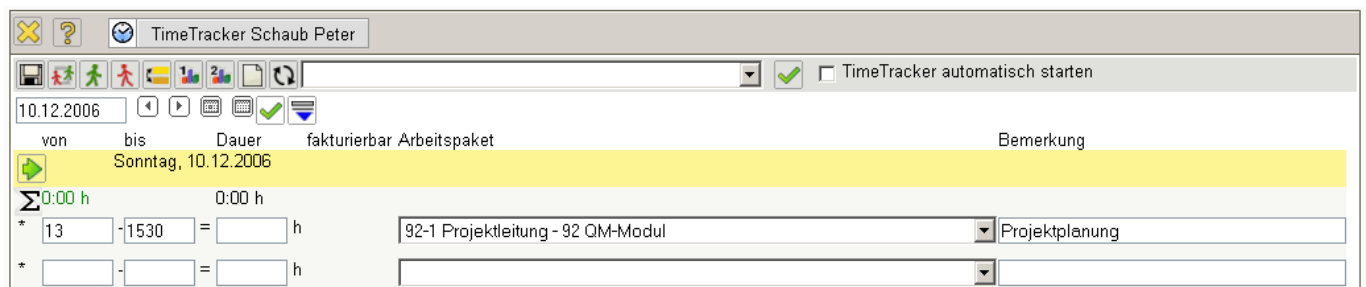 TimeTracker Schaub Peter
TimeTracker automatisch starten
10.12.2006
von bis Dauer fakturierbar Arbeitspaket Bemerkung
Sonntag, 10.12.2006
Σ 0:00 h 0:00 h
* 13 - 1530 = h 92-1 Projektleitung - 92 QM-Modul Projektplanung
* - = h